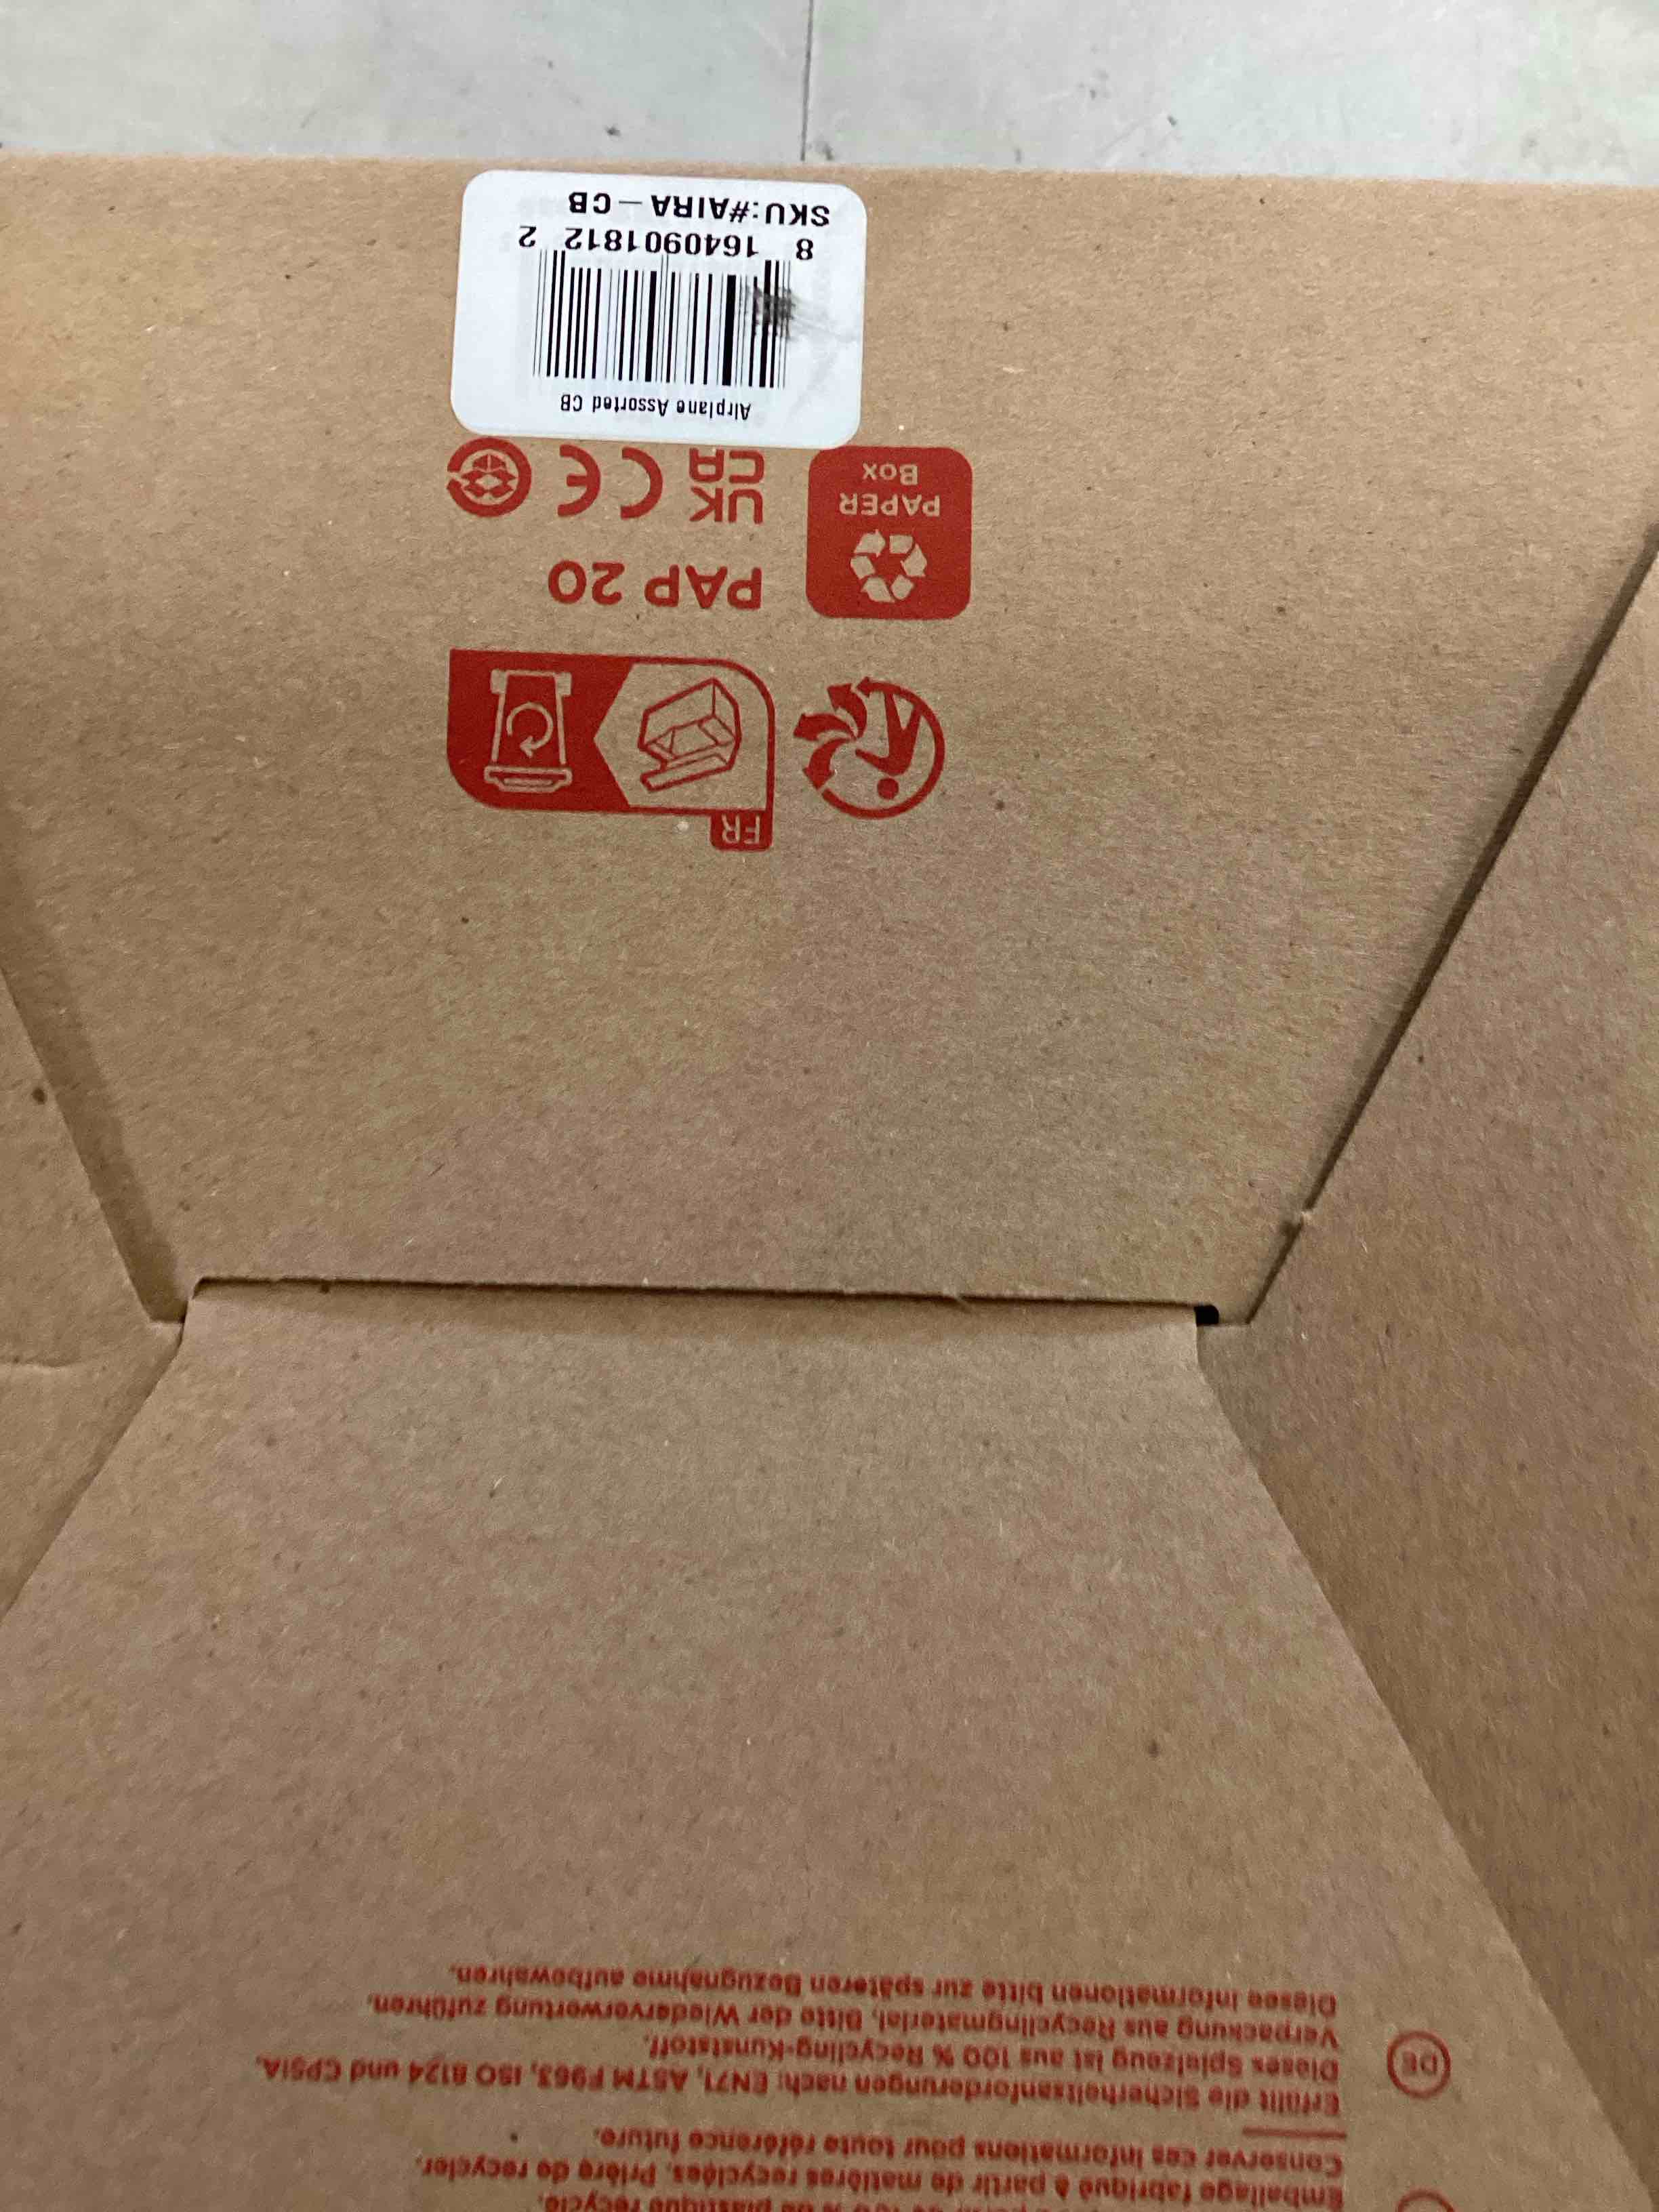 Emballage fabriqué à partir de matières recyclées. Prière de recycler.
Conserver ces informations pour toute référence future.
DE
Erfüllt die Sicherheitsanforderungen nach: EN71, ASTM F963, ISO 8124 und CPSIA.
Dieses Spielzeug ist aus 100 % Recycling-Kunststoff.
Verpackung aus Recyclingmaterial. Bitte der Wiederverwertung zuführen.
Diese Informationen bitte zur späteren Bezugnahme aufbewahren.
FR
PAP 20
PAPER
Box
UK
CA
CE
Airplane Assorted CB
8 1640901812 2
SKU:#AIRA-CB